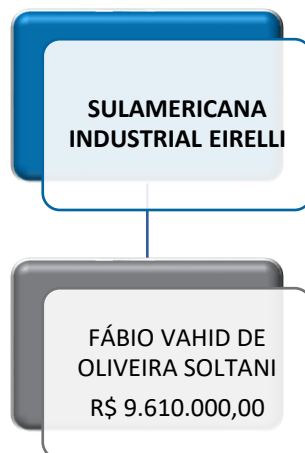 SULAMERICANA
INDUSTRIAL EIRELLI
FÁBIO VAHID DE
OLIVEIRA SOLTANI
R$ 9.610.000,00